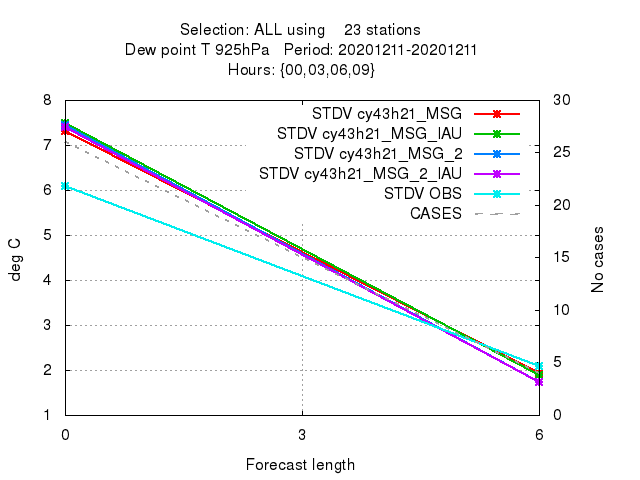 Selection: ALL using    23 stations
Dew point T 925hPa   Period: 20201211-20201211
Hours: {00,03,06,09}
8 30
STDV cy43h21_MSG
STDV cy43h21_MSG_IAU
7 25
STDV cy43h21_MSG_2
STDV cy43h21_MSG_2_IAU
6 20
STDV OBS
CASES
5 15
deg C
No cases
4
3 10
2 5
1 0
0 3 6
Forecast length